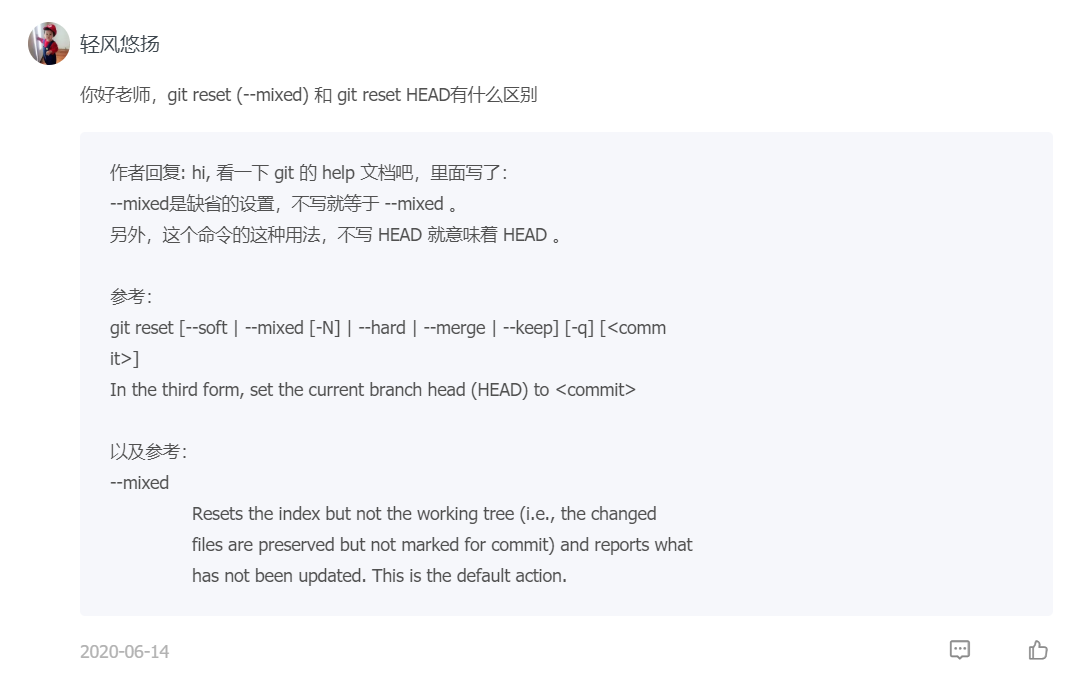 轻风悠扬
你好老师，git reset (--mixed) 和 git reset HEAD有什么区别
作者回复: hi, 看一下 git 的 help 文档吧，里面写了：
--mixed是缺省的设置，不写就等于 --mixed 。
另外，这个命令的这种用法，不写 HEAD 就意味着 HEAD 。
参考：
git reset [--soft | --mixed [-N] | --hard | --merge | --keep] [-q] [<comm
it>]
In the third form, set the current branch head (HEAD) to <commit>
以及参考：
--mixed
Resets the index but not the working tree (i.e., the changed
files are preserved but not marked for commit) and reports what
has not been updated. This is the default action.
2020-06-14